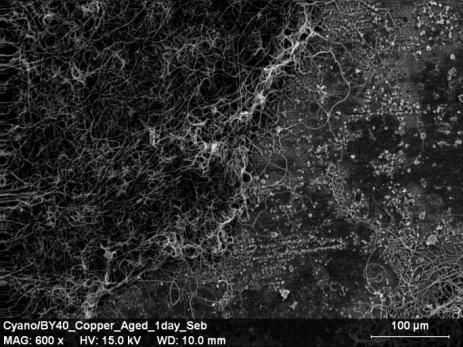 Cyano/BY40_Copper_Aged_1day_Seb
MAG: 600 x HV: 15.0 kV WD: 10.0 mm
100 µm